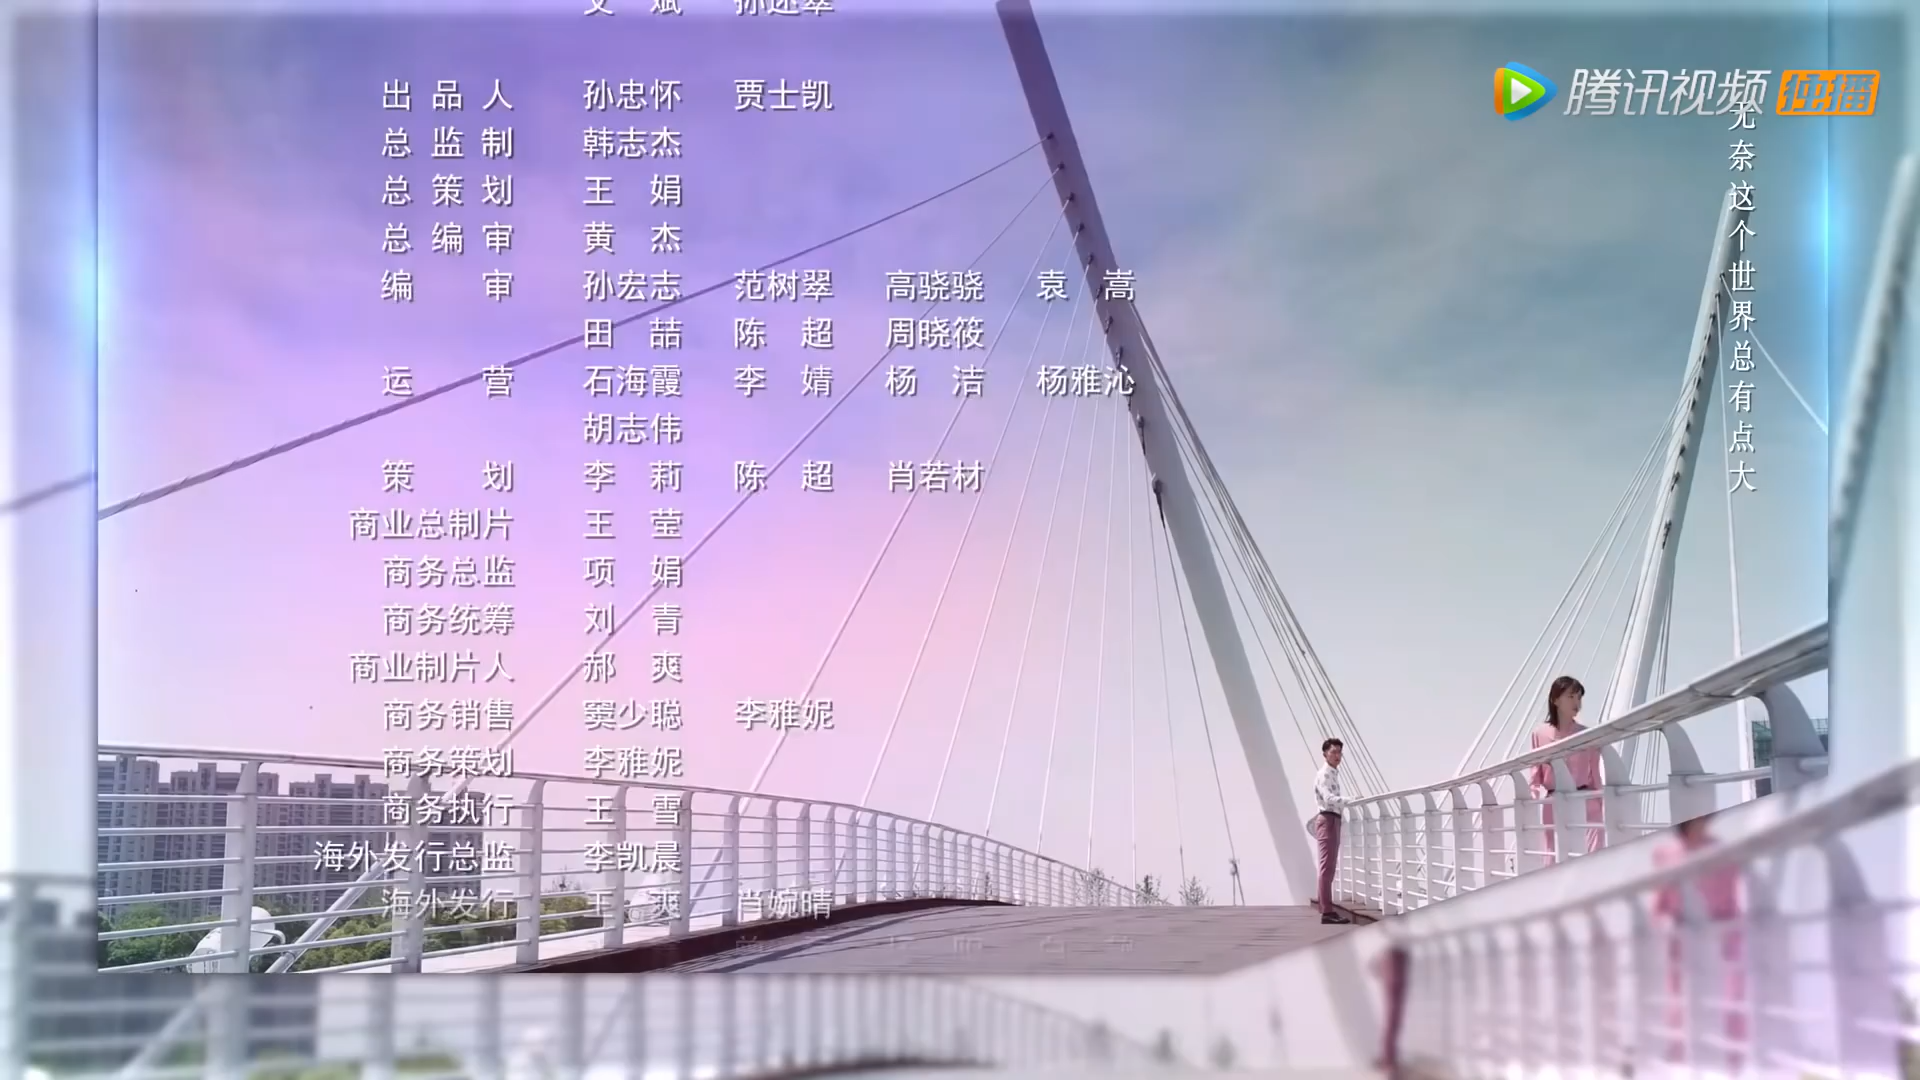 出品人 孙忠怀 贾士凯
总监制 韩志杰
总策划 王娟
总编审 黄杰
编审 孙宏志 范树翠 高骁骁 袁嵩
田喆 陈超 周晓筱
运营 石海霞 李婧 杨洁 杨雅沁
胡志伟
策划 李莉 陈超 肖若材
商业总制片 王莹
商务总监 项娟
商务统筹 刘青
商业制片人 郝爽
商务销售 窦少聪 李雅妮
商务策划 李雅妮
商务执行 王雪
海外发行总监 李凯晨
海外发行 王爽 肖婉晴
腾讯视频 独播
无奈这个世界总有点大